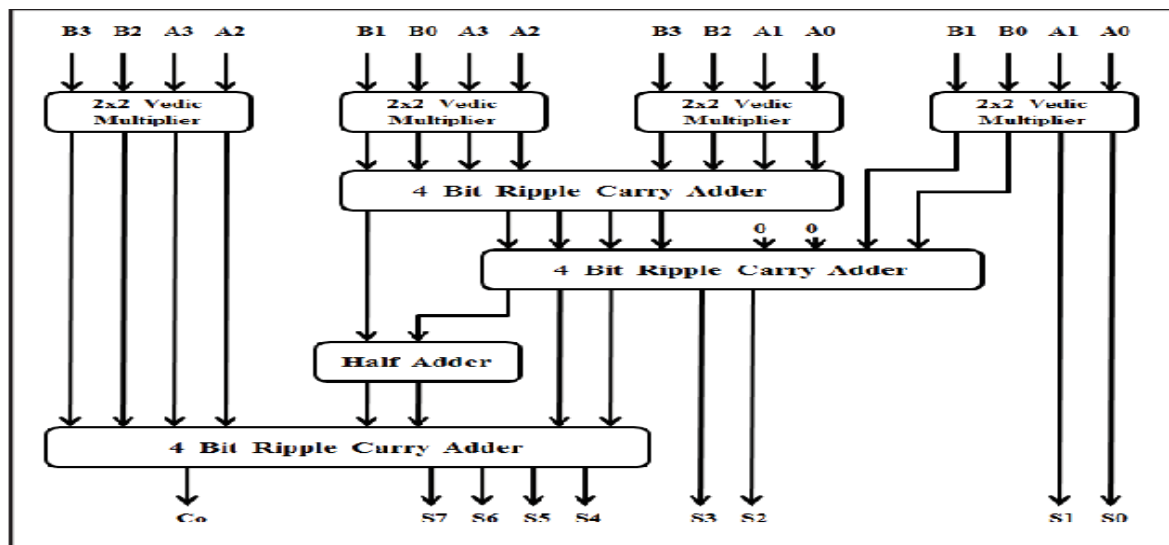 B3 B2 A3 A2 B1 B0 A3 A2 B3 B2 A1 A0 B1 B0 A1 A0
2x2 Vedic Multiplier
2x2 Vedic Multiplier
2x2 Vedic Multiplier
2x2 Vedic Multiplier
4 Bit Ripple Carry Adder
0 0
4 Bit Ripple Carry Adder
Half Adder
4 Bit Ripple Curry Adder
Co S7 S6 S5 S4 S3 S2 S1 S0